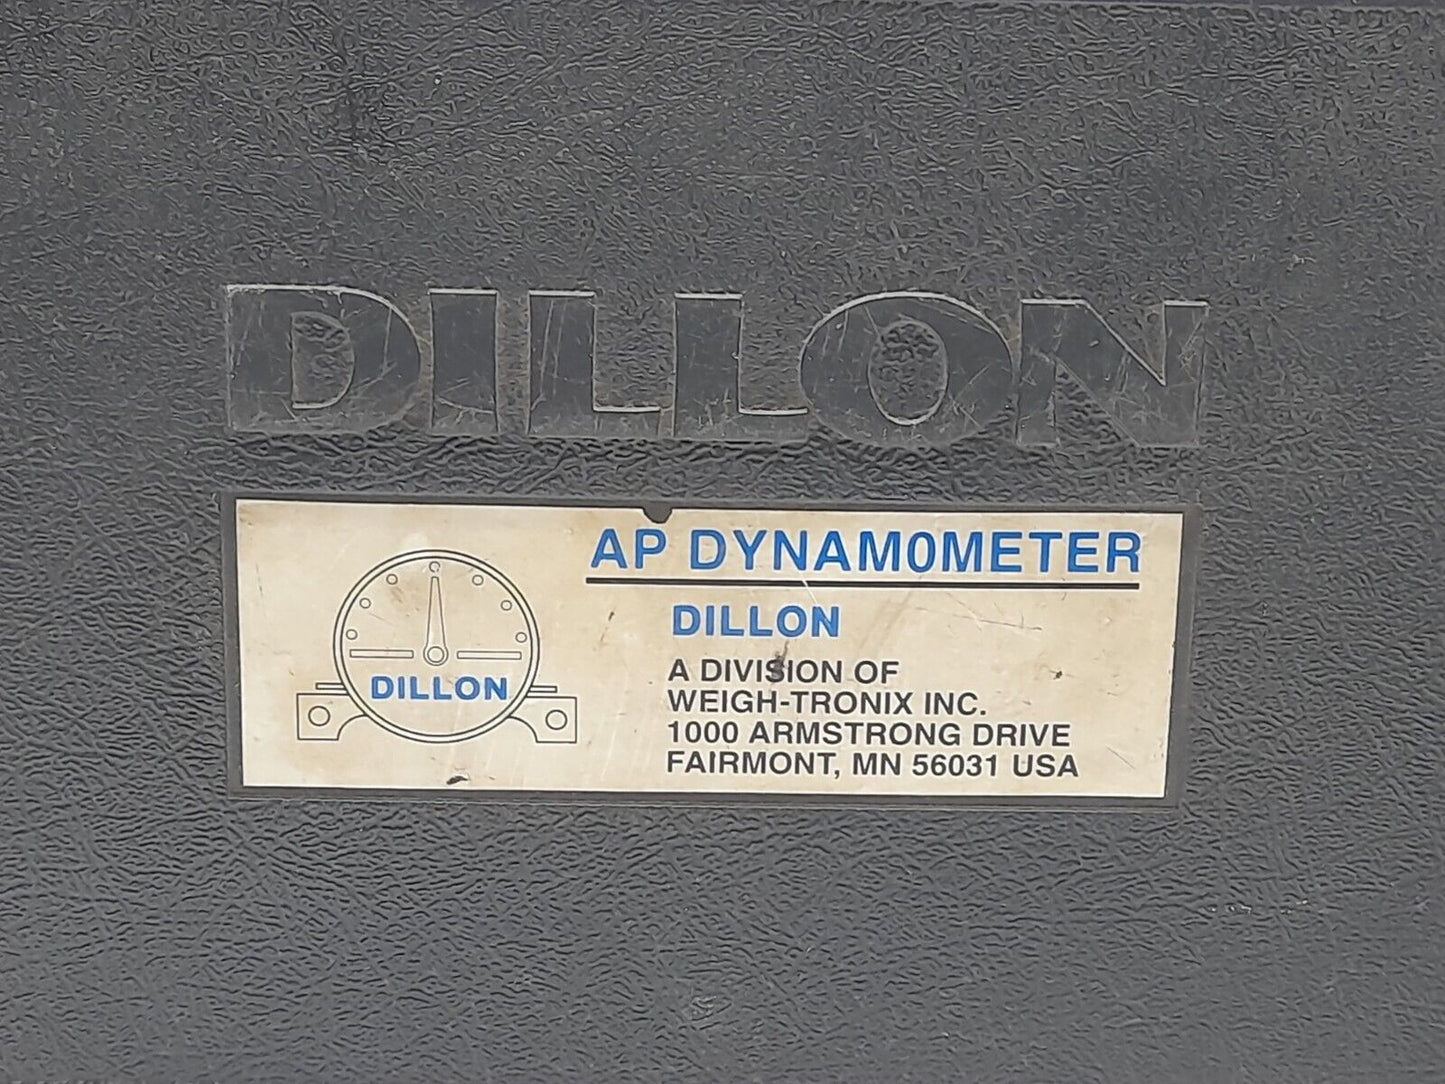 DILLON
AP DYNAM0METER
DILLON
DILLON
A DIVISION OF
WEIGH-TRONIX INC.
1000 ARMSTRONG DRIVE
FAIRMONT, MN 56031 USA